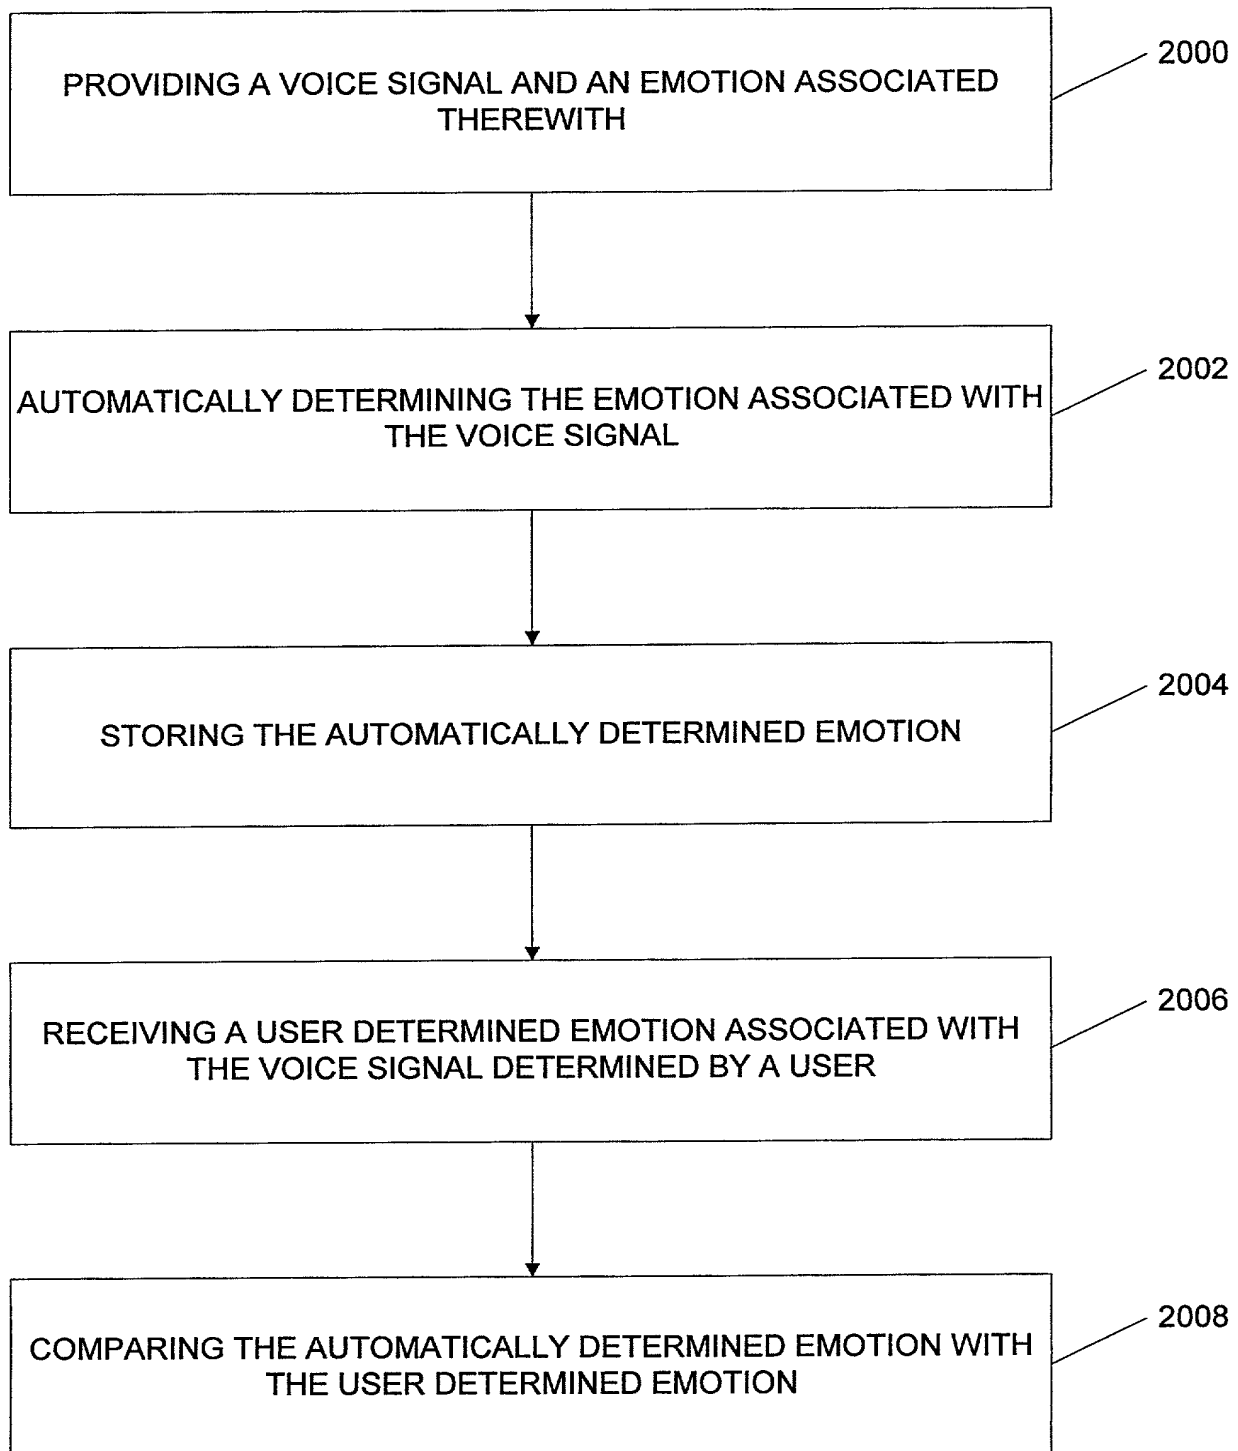 2000
PROVIDING A VOICE SIGNAL AND AN EMOTION ASSOCIATED
THEREWITH
2002
AUTOMATICALLY DETERMINING THE EMOTION ASSOCIATED WITH
THE VOICE SIGNAL
2004
STORING THE AUTOMATICALLY DETERMINED EMOTION
2006
RECEIVING A USER DETERMINED EMOTION ASSOCIATED WITH
THE VOICE SIGNAL DETERMINED BY A USER
2008
COMPARING THE AUTOMATICALLY DETERMINED EMOTION WITH
THE USER DETERMINED EMOTION